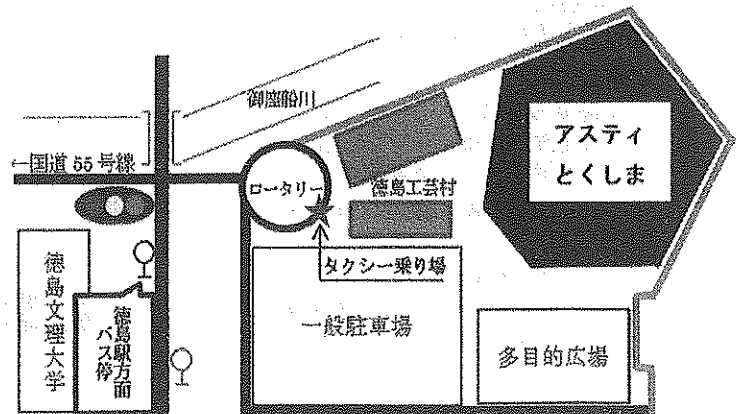 御座船川
←国道 55 号線
ロータリー
徳島工芸村
アスティ
とくしま
タクシー乗り場
徳島文理大学
徳島駅方面
バス停
一般駐車場
多目的広場